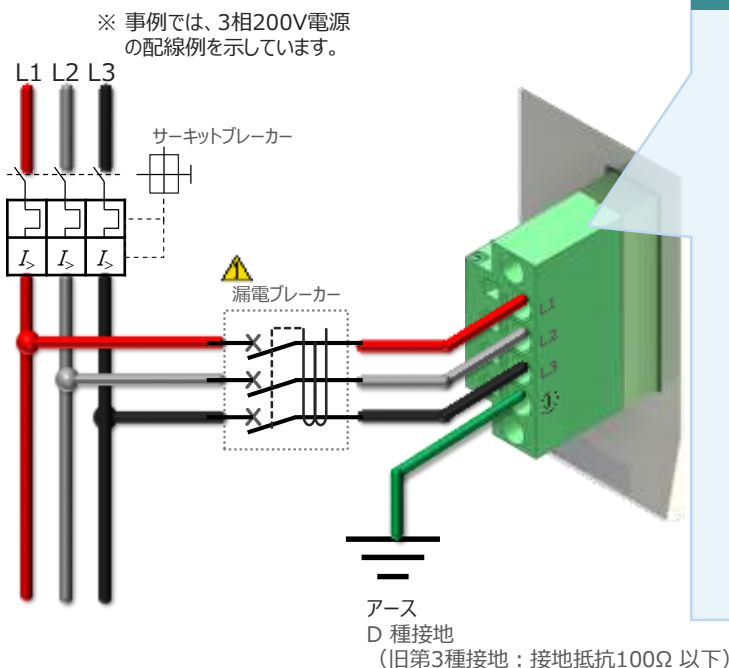 ※ 事例では、3相200V電源
の配線例を示しています。
L1 L2 L3
サーキットブレーカー
I> I> I>
漏電ブレーカー
L1
L2
L3
アース
D 種接地
（旧第3種接地：接地抵抗100Ω 以下）